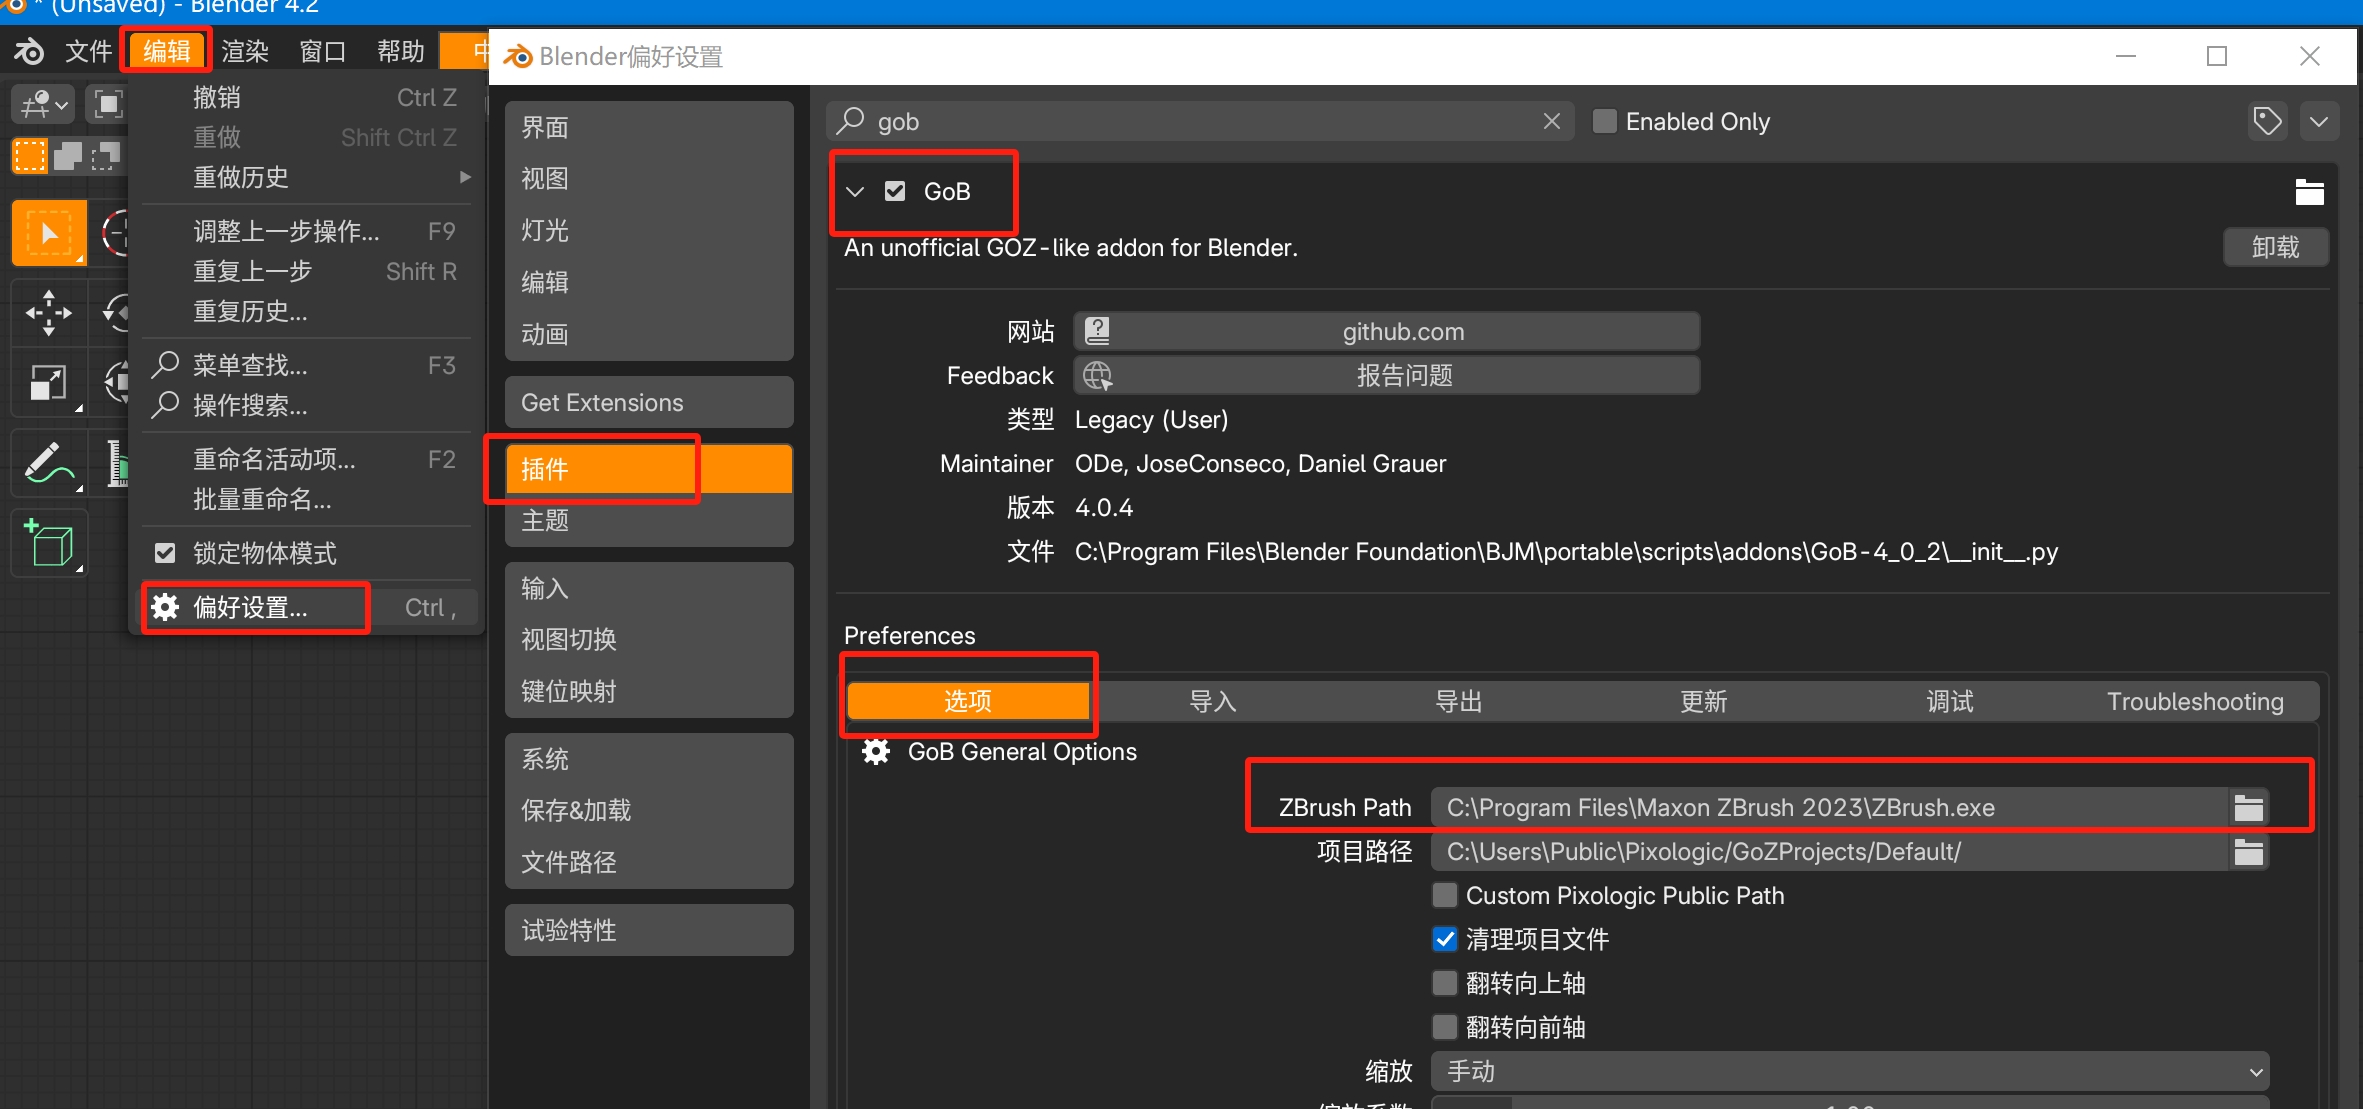 * (Unsaved) - Blender 4.2
文件 编辑 渲染 窗口 帮助 中
撤销 Ctrl Z
重做 Shift Ctrl Z
重做历史
调整上一步操作... F9
重复上一步 Shift R
重复历史...
菜单查找... F3
操作搜索...
重命名活动项... F2
批量重命名...
锁定物体模式
偏好设置... Ctrl ,
Blender偏好设置
界面
视图
灯光
编辑
动画
Get Extensions
插件
主题
输入
视图切换
键位映射
系统
保存&加载
文件路径
试验特性
gob
Enabled Only
GoB
An unofficial GOZ-like addon for Blender.
卸载
网站 github.com
Feedback 报告问题
类型 Legacy (User)
Maintainer ODe, JoseConseco, Daniel Grauer
版本 4.0.4
文件 C:\Program Files\Blender Foundation\BJM\portable\scripts\addons\GoB-4_0_2\__init__.py
Preferences
选项 导入 导出 更新 调试 Troubleshooting
GoB General Options
ZBrush Path C:\Program Files\Maxon ZBrush 2023\ZBrush.exe
项目路径 C:\Users\Public\Pixologic/GoZProjects/Default/
Custom Pixologic Public Path
清理项目文件
翻转向上轴
翻转向前轴
缩放 手动